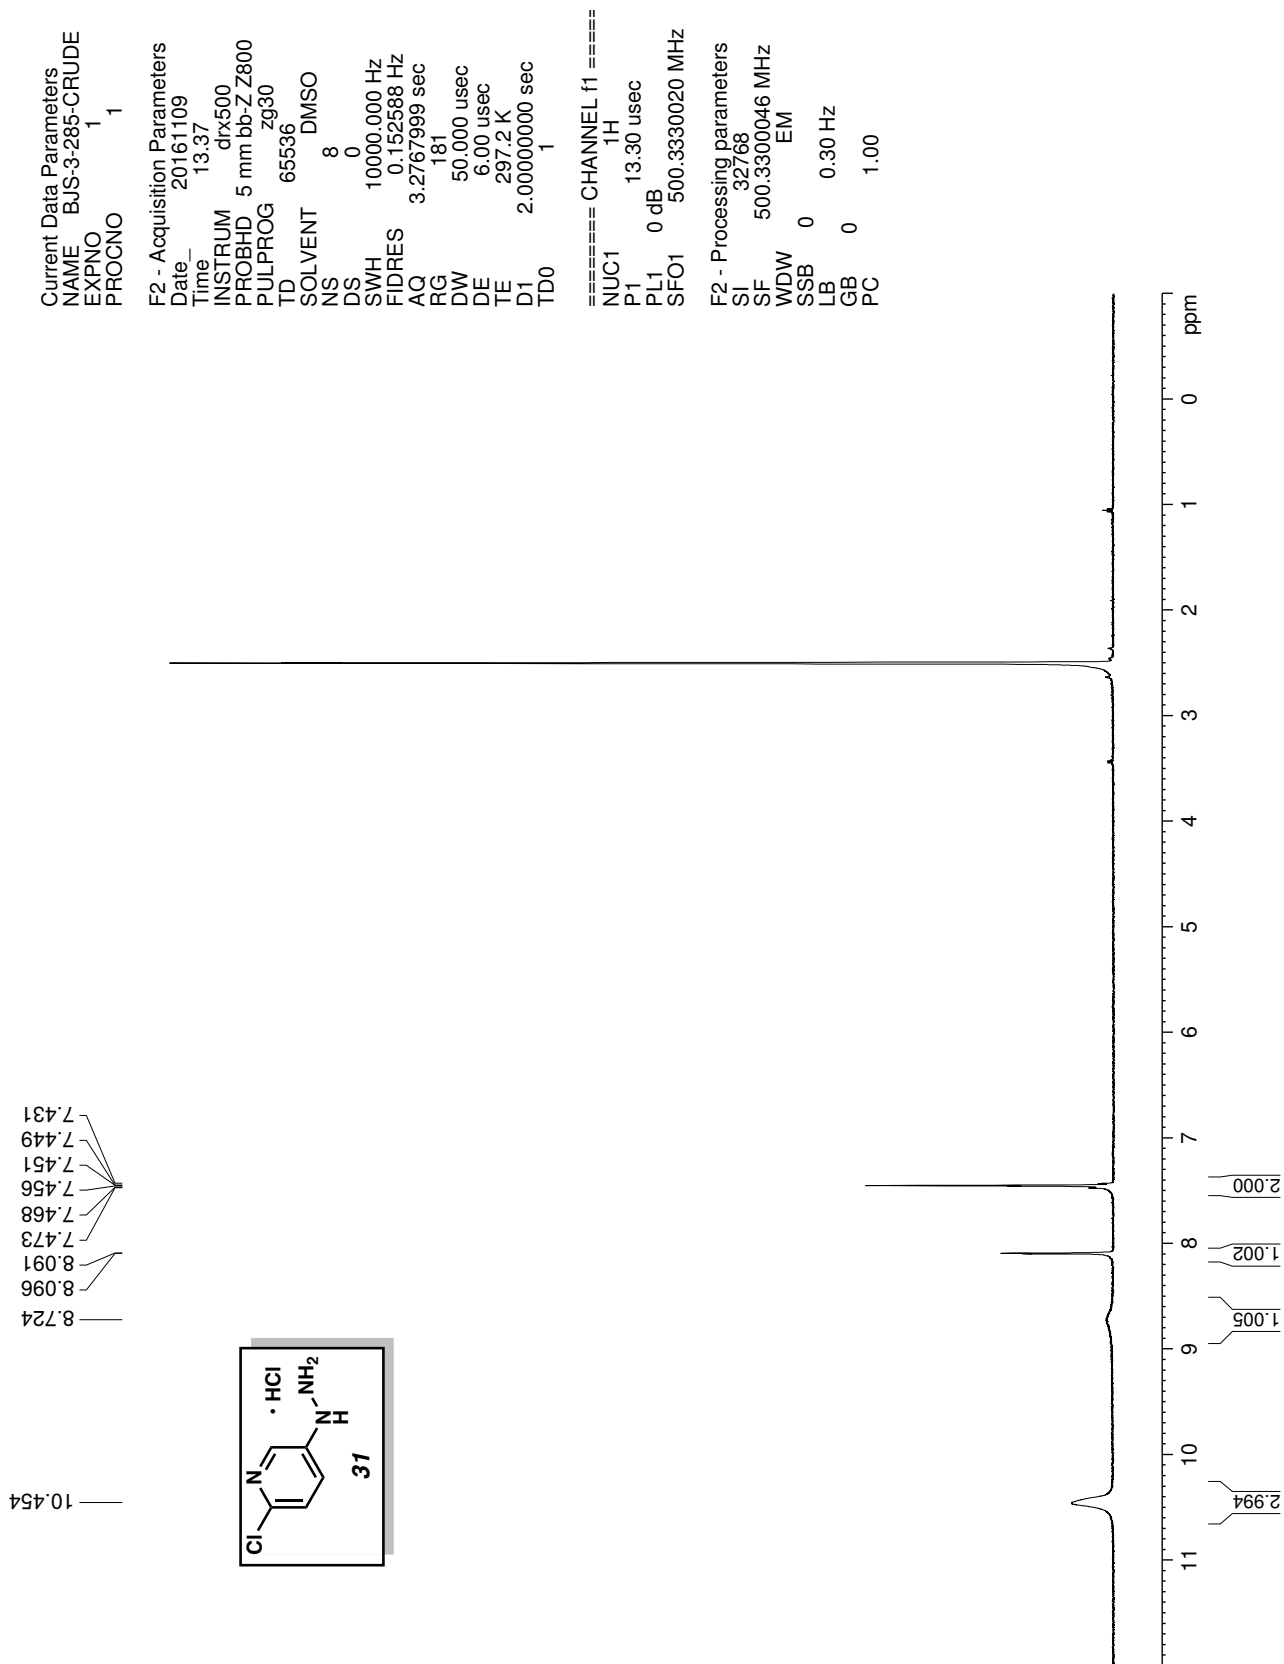 Current Data Parameters
NAME BJS-3-285-CRUDE
EXPNO 1
PROCNO 1
F2 - Acquisition Parameters
Date_ 20161109
Time 13.37
INSTRUM drx500
PROBHD 5 mm bb-Z Z800
PULPROG zg30
TD 65536
SOLVENT DMSO
NS 8
DS 0
SWH 10000.000 Hz
FIDRES 0.152588 Hz
AQ 3.2767999 sec
RG 181
DW 50.000 usec
DE 6.00 usec
TE 297.2 K
D1 2.00000000 sec
TD0 1
======== CHANNEL f1 ========
NUC1 1H
P1 13.30 usec
PL1 0 dB
SFO1 500.3330020 MHz
F2 - Processing parameters
SI 32768
SF 500.3300046 MHz
WDW EM
SSB 0
LB 0.30 Hz
GB 0
PC 1.00
10.454
8.724
8.096
8.091
7.473
7.468
7.456
7.451
7.449
7.431
Cl
N
N
H
NH2
· HCl
31
11 10 9 8 7 6 5 4 3 2 1 0 ppm
2.994
1.005
1.002
2.000